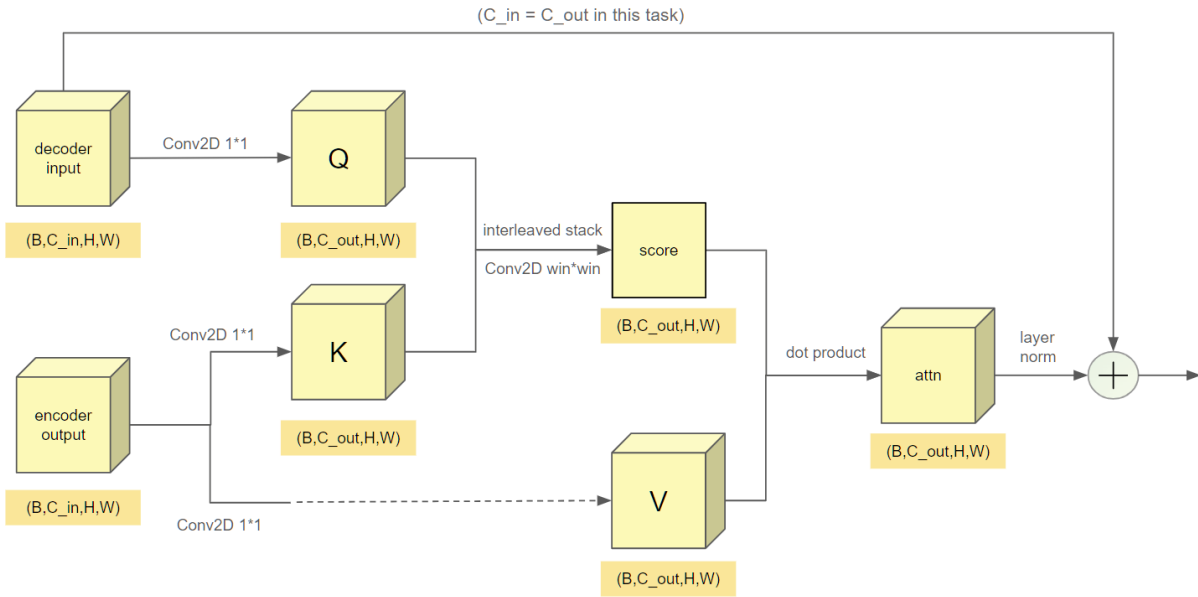 (C_in = C_out in this task)
decoder
input
(B,C_in,H,W)
Conv2D 1*1
Q
(B,C_out,H,W)
encoder
output
(B,C_in,H,W)
Conv2D 1*1
K
(B,C_out,H,W)
Conv2D 1*1
interleaved stack
Conv2D win*win
score
(B,C_out,H,W)
V
(B,C_out,H,W)
dot product
attn
(B,C_out,H,W)
layer
norm